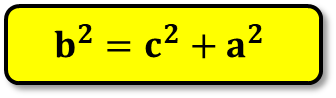 b² = c² + a²